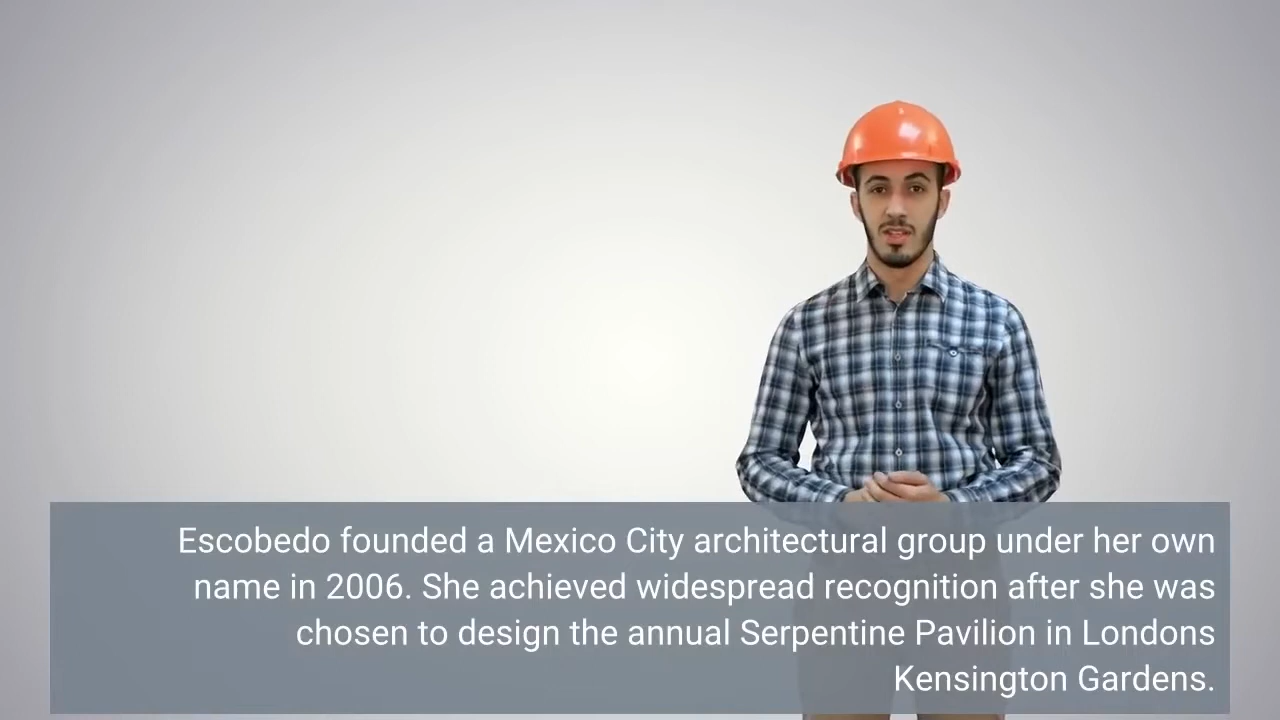 Escobedo founded a Mexico City architectural group under her own
name in 2006. She achieved widespread recognition after she was
chosen to design the annual Serpentine Pavilion in Londons
Kensington Gardens.